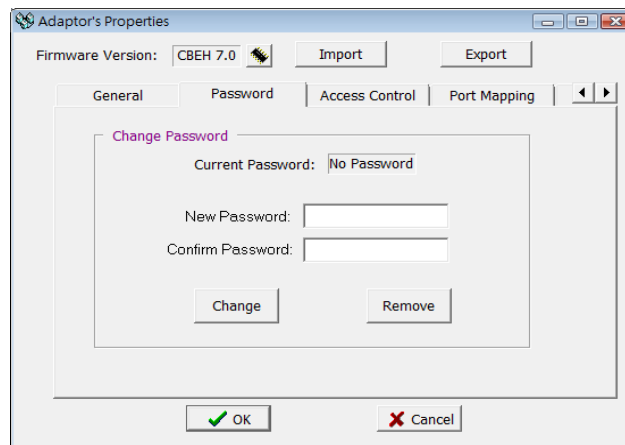 Adaptor's Properties
Firmware Version: CBEH 7.0 Import Export
General Password Access Control Port Mapping
Change Password
Current Password: No Password
New Password:
Confirm Password:
Change Remove
OK Cancel